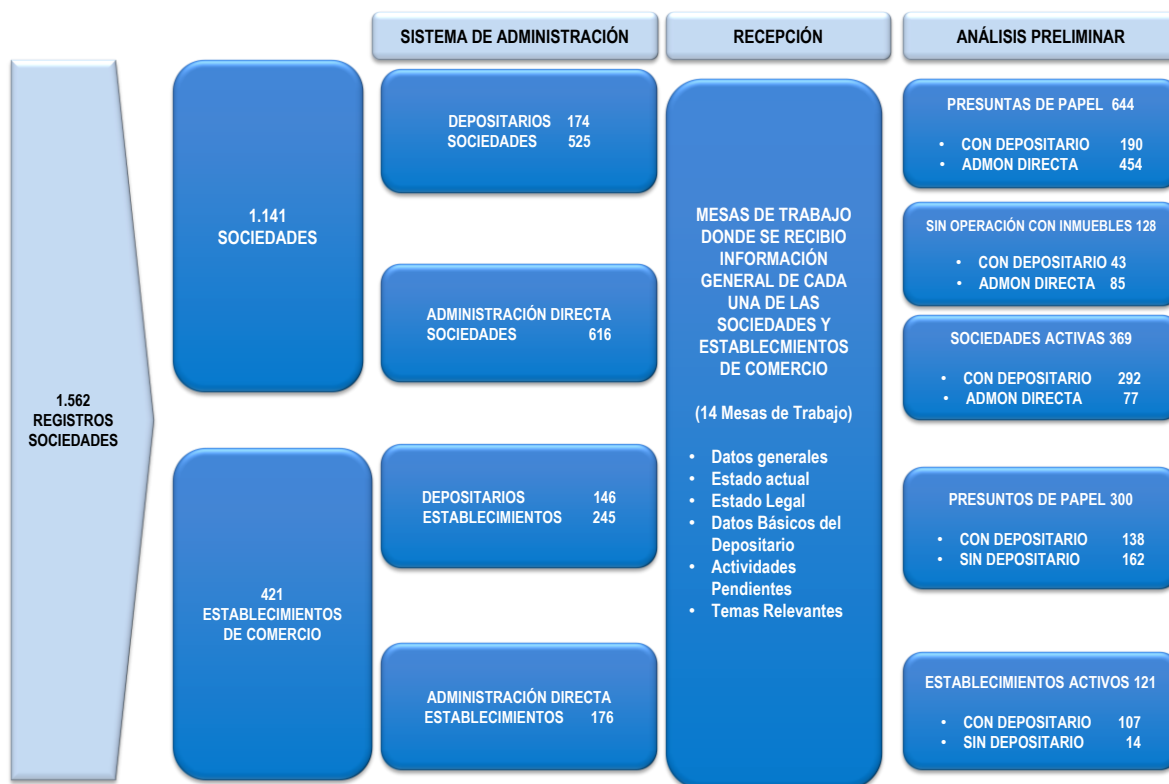 SISTEMA DE ADMINISTRACIÓN
RECEPCIÓN
ANÁLISIS PRELIMINAR
1.562
REGISTROS
SOCIEDADES
1.141
SOCIEDADES
421
ESTABLECIMIENTOS
DE COMERCIO
DEPOSITARIOS 174
SOCIEDADES 525
ADMINISTRACIÓN DIRECTA
SOCIEDADES 616
DEPOSITARIOS 146
ESTABLECIMIENTOS 245
ADMINISTRACIÓN DIRECTA
ESTABLECIMIENTOS 176
MESAS DE TRABAJO
DONDE SE RECIBIO
INFORMACIÓN
GENERAL DE CADA
UNA DE LAS
SOCIEDADES Y
ESTABLECMIENTOS
DE COMERCIO
(14 Mesas de Trabajo)
• Datos generales
• Estado actual
• Estado Legal
• Datos Básicos del
Depositario
• Actividades
Pendientes
• Temas Relevantes
PRESUNTAS DE PAPEL 644
• CON DEPOSITARIO 190
• ADMON DIRECTA 454
SIN OPERACIÓN CON INMUEBLES 128
• CON DEPOSITARIO 43
• ADMON DIRECTA 85
SOCIEDADES ACTIVAS 369
• CON DEPOSITARIO 292
• ADMON DIRECTA 77
PRESUNTOS DE PAPEL 300
• CON DEPOSITARIO 138
• SIN DEPOSITARIO 162
ESTABLECIMIENTOS ACTIVOS 121
• CON DEPOSITARIO 107
• SIN DEPOSITARIO 14